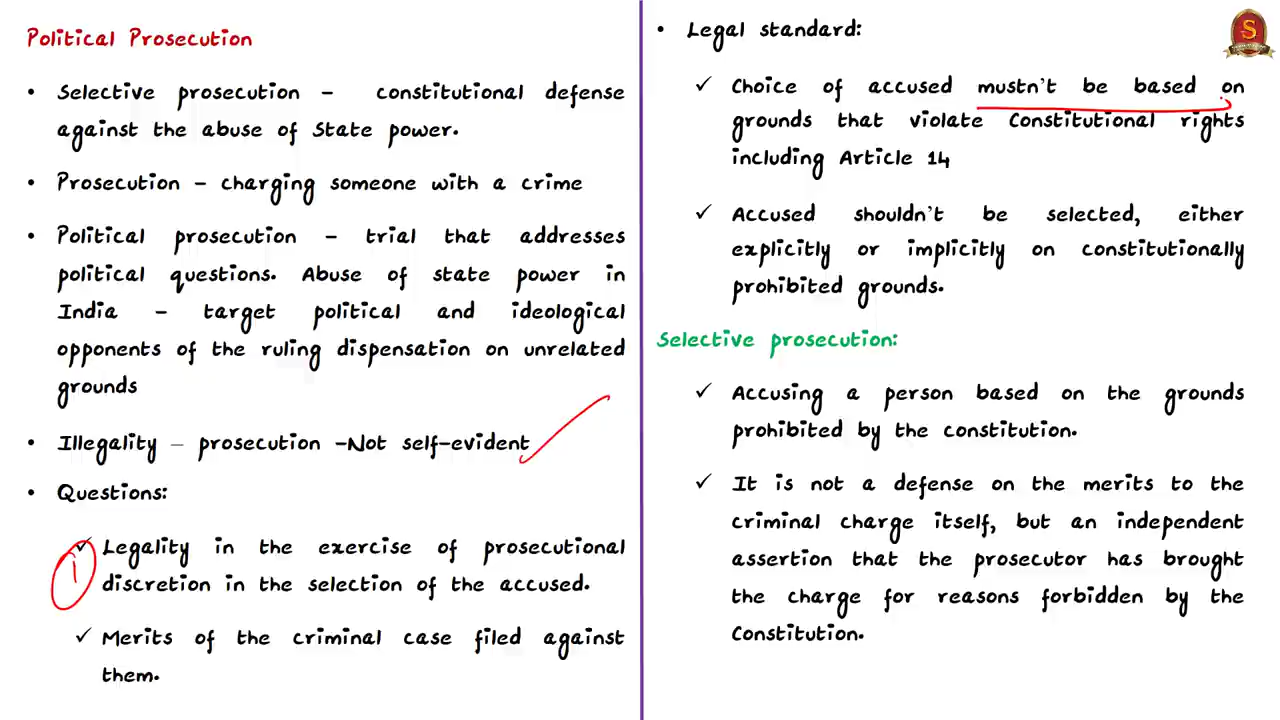 Political Prosecution
• Selective prosecution – constitutional defense
against the abuse of State power.
• Prosecution – charging someone with a crime
• Political prosecution – trial that addresses
political questions. Abuse of state power in
India – target political and ideological
opponents of the ruling dispensation on unrelated
grounds
• Illegality – prosecution -Not self-evident
• Questions:
✓ Legality in the exercise of prosecutional
discretion in the selection of the accused.
1
✓ Merits of the criminal case filed against
them.
• Legal standard:
✓ Choice of accused mustn't be based on
grounds that violate Constitutional rights
including Article 14
✓ Accused shouldn't be selected, either
explicitly or implicitly on constitutionally
prohibited grounds.
Selective prosecution:
✓ Accusing a person based on the grounds
prohibited by the constitution.
✓ It is not a defense on the merits to the
criminal charge itself, but an independent
assertion that the prosecutor has brought
the charge for reasons forbidden by the
Constitution.
S